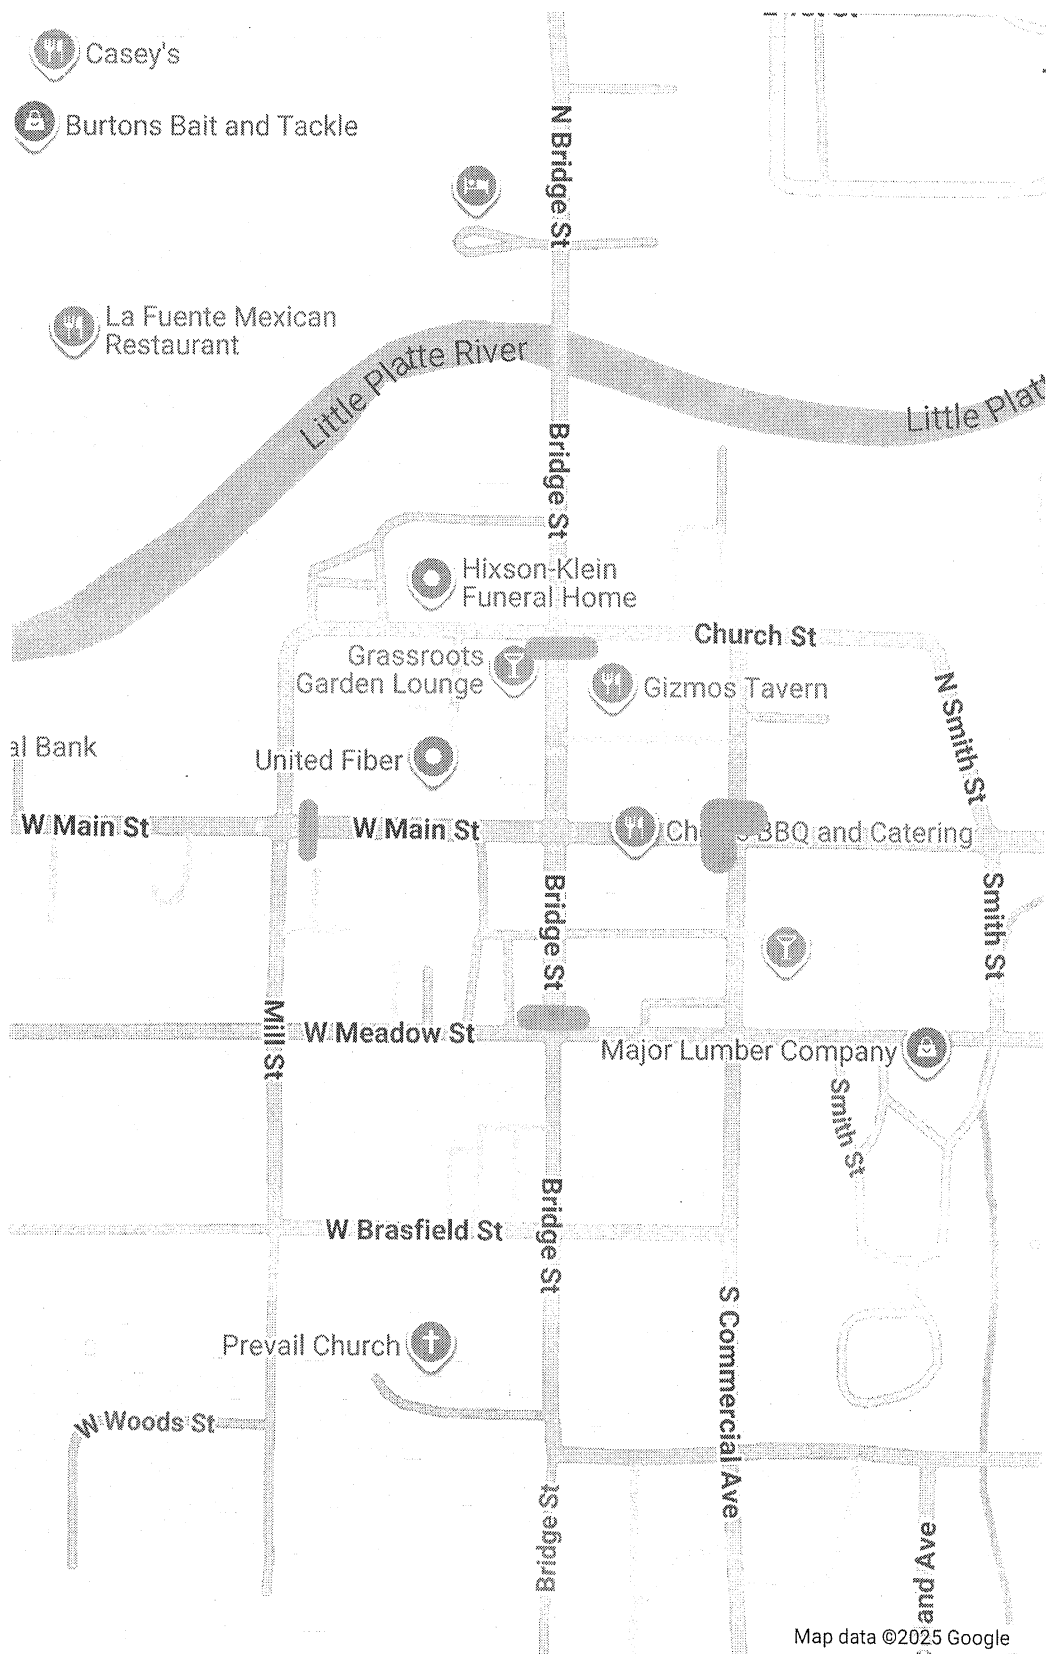 Casey's
Burtons Bait and Tackle
N Bridge St
La Fuente Mexican
Restaurant
Little Platte River
Little Platt
Bridge St
Hixson-Klein
Funeral Home
Church St
Grassroots
Garden Lounge
Gizmos Tavern
N Smith St
al Bank
United Fiber
W Main St
W Main St
BBQ and Catering
Bridge St
Smith St
Mill St
W Meadow St
Major Lumber Company
Smith St
Bridge St
W Brasfield St
S Commercial Ave
Prevail Church
W Woods St
Bridge St
and Ave
Map data ©2025 Google